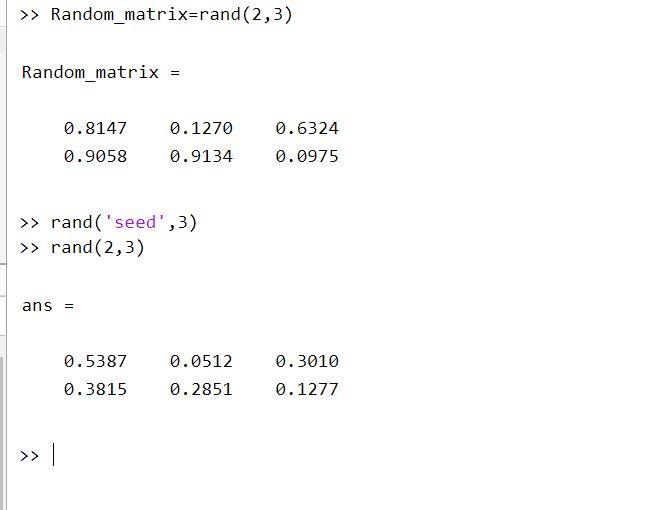 >> Random_matrix=rand(2,3)
Random_matrix =
0.8147 0.1270 0.6324
0.9058 0.9134 0.0975
>> rand('seed',3)
>> rand(2,3)
ans =
0.5387 0.0512 0.3010
0.3815 0.2851 0.1277
>>